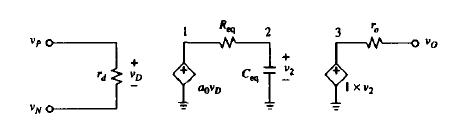 1 R_eq 2 3 r_o
v_P v_O
+ + + +
r_d v_D C_eq v_2
− a_0v_D − 1 × v_2
v_N